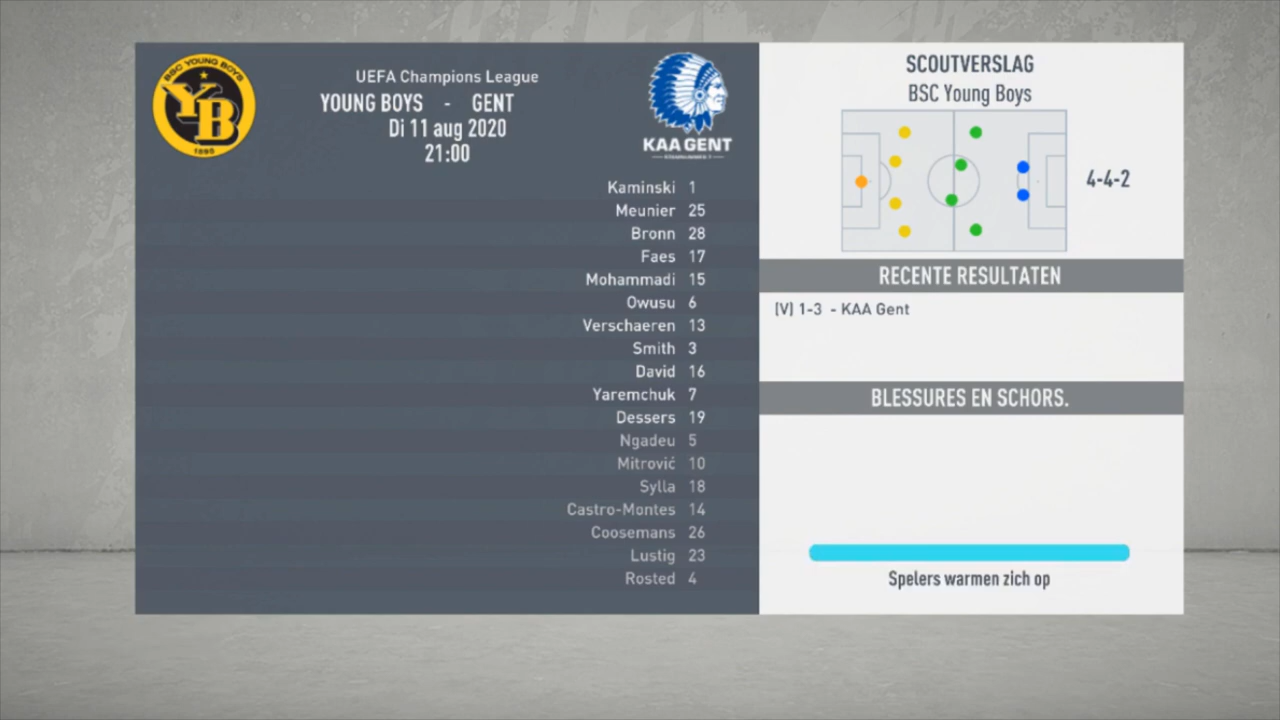 BSC YOUNG BOYS
YB
1898
UEFA Champions League
YOUNG BOYS - GENT
Di 11 aug 2020
21:00
KAA GENT
Kaminski 1
Meunier 25
Bronn 28
Faes 17
Mohammadi 15
Owusu 6
Verschaeren 13
Smith 3
David 16
Yaremchuk 7
Dessers 19
Ngadeu 5
Mitrović 10
Sylla 18
Castro-Montes 14
Coosemans 26
Lustig 23
Rosted 4
SCOUTVERSLAG
BSC Young Boys
4-4-2
RECENTE RESULTATEN
(V) 1-3 - KAA Gent
BLESSURES EN SCHORS.
Spelers warmen zich op